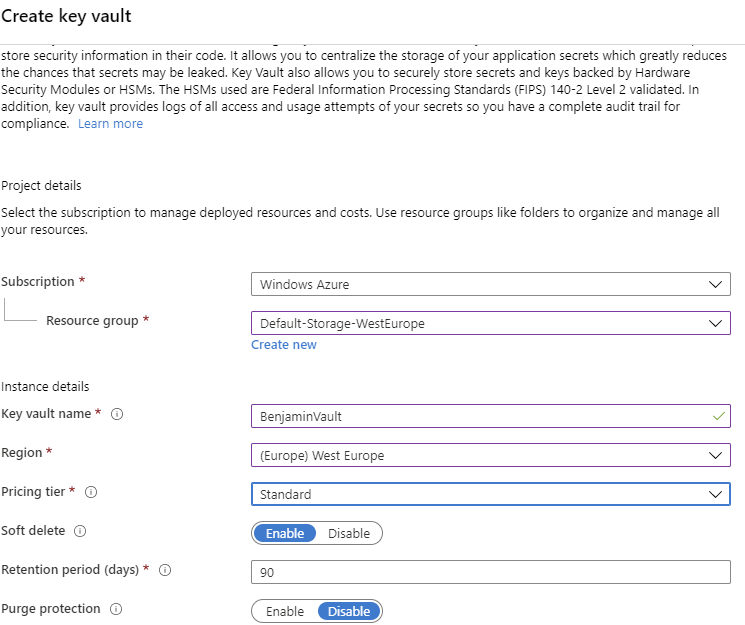 Create key vault
store security information in their code. It allows you to centralize the storage of your application secrets which greatly reduces
the chances that secrets may be leaked. Key Vault also allows you to securely store secrets and keys backed by Hardware
Security Modules or HSMs. The HSMs used are Federal Information Processing Standards (FIPS) 140-2 Level 2 validated. In
addition, key vault provides logs of all access and usage attempts of your secrets so you have a complete audit trail for
compliance. Learn more
Project details
Select the subscription to manage deployed resources and costs. Use resource groups like folders to organize and manage all
your resources.
Subscription * Windows Azure
Resource group * Default-Storage-WestEurope
Create new
Instance details
Key vault name * BenjaminVault
Region * (Europe) West Europe
Pricing tier * Standard
Soft delete Enable Disable
Retention period (days) * 90
Purge protection Enable Disable